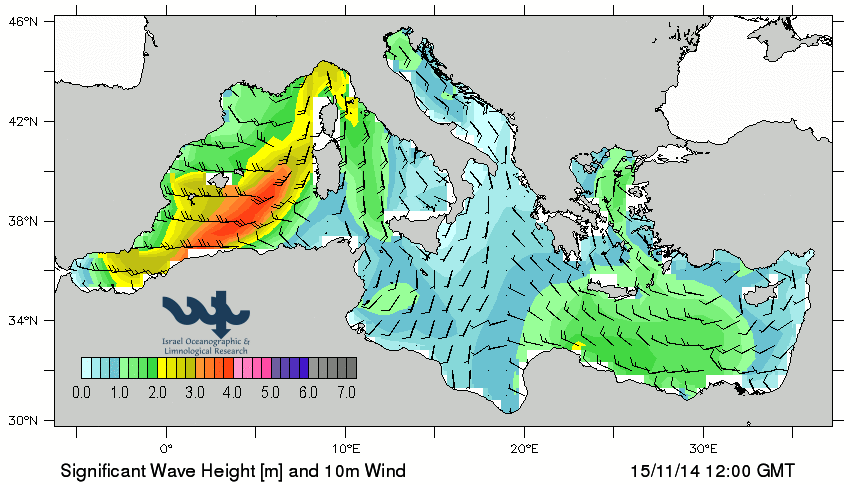 46°N
42°N
38°N
34°N
30°N
Israel Oceanographic &
Limnological Research
0.0 1.0 2.0 3.0 4.0 5.0 6.0 7.0
0° 10°E 20°E 30°E
Significant Wave Height [m] and 10m Wind 15/11/14 12:00 GMT